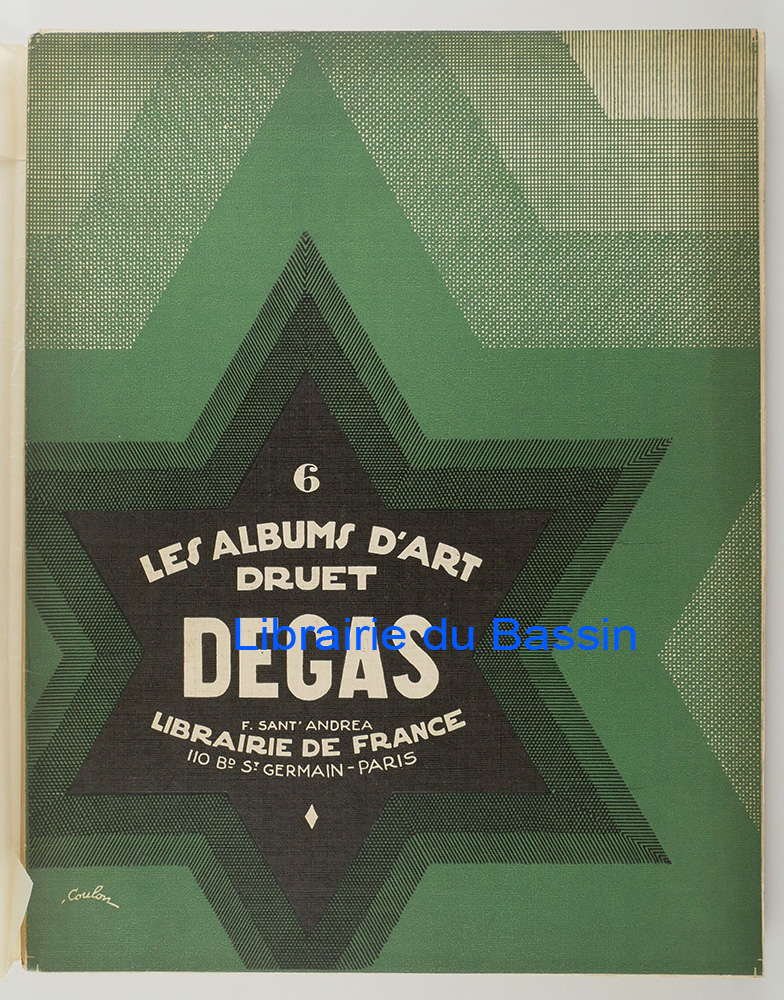 6
LES ALBUMS D'ART
DRUET
DEGAS
Librairie du Bassin
F. SANT' ANDREA
LIBRAIRIE DE FRANCE
110 BD ST GERMAIN - PARIS
Coulon